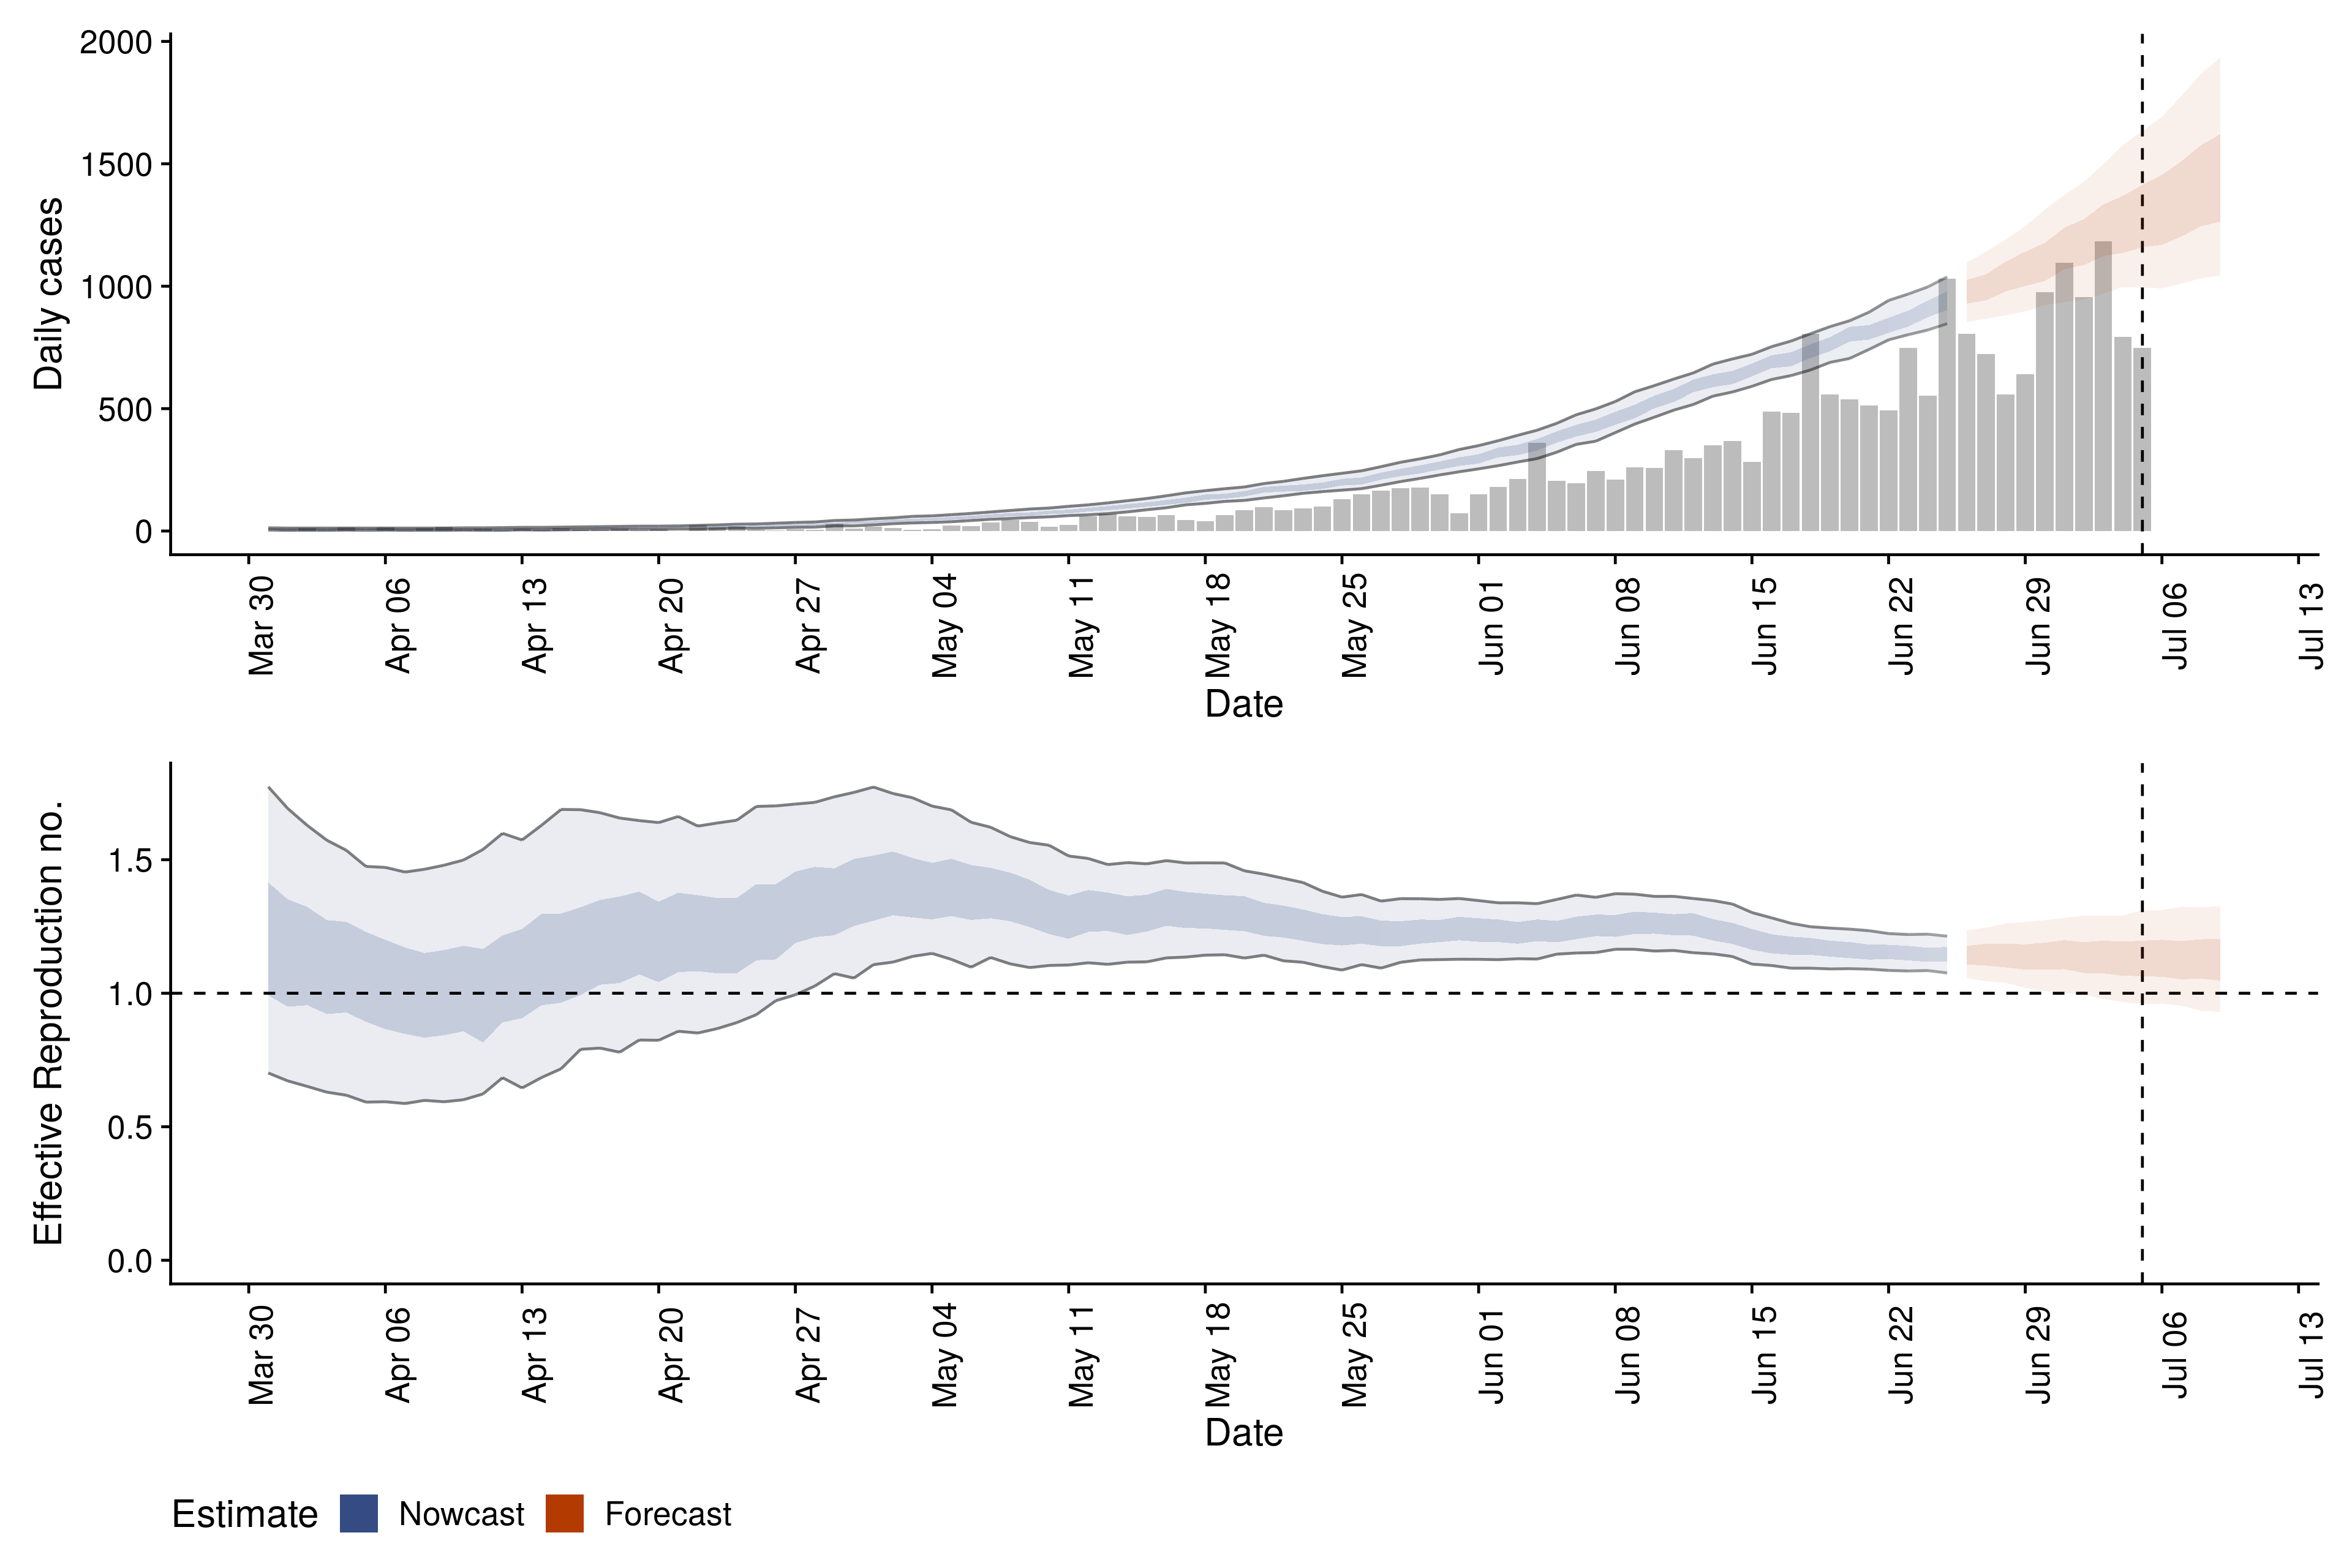 2000
1500
1000
500
0
Daily cases
Mar 30
Apr 06
Apr 13
Apr 20
Apr 27
May 04
May 11
May 18
May 25
Jun 01
Jun 08
Jun 15
Jun 22
Jun 29
Jul 06
Jul 13
Date
1.5
1.0
0.5
0.0
Effective Reproduction no.
Mar 30
Apr 06
Apr 13
Apr 20
Apr 27
May 04
May 11
May 18
May 25
Jun 01
Jun 08
Jun 15
Jun 22
Jun 29
Jul 06
Jul 13
Date
Estimate Nowcast Forecast